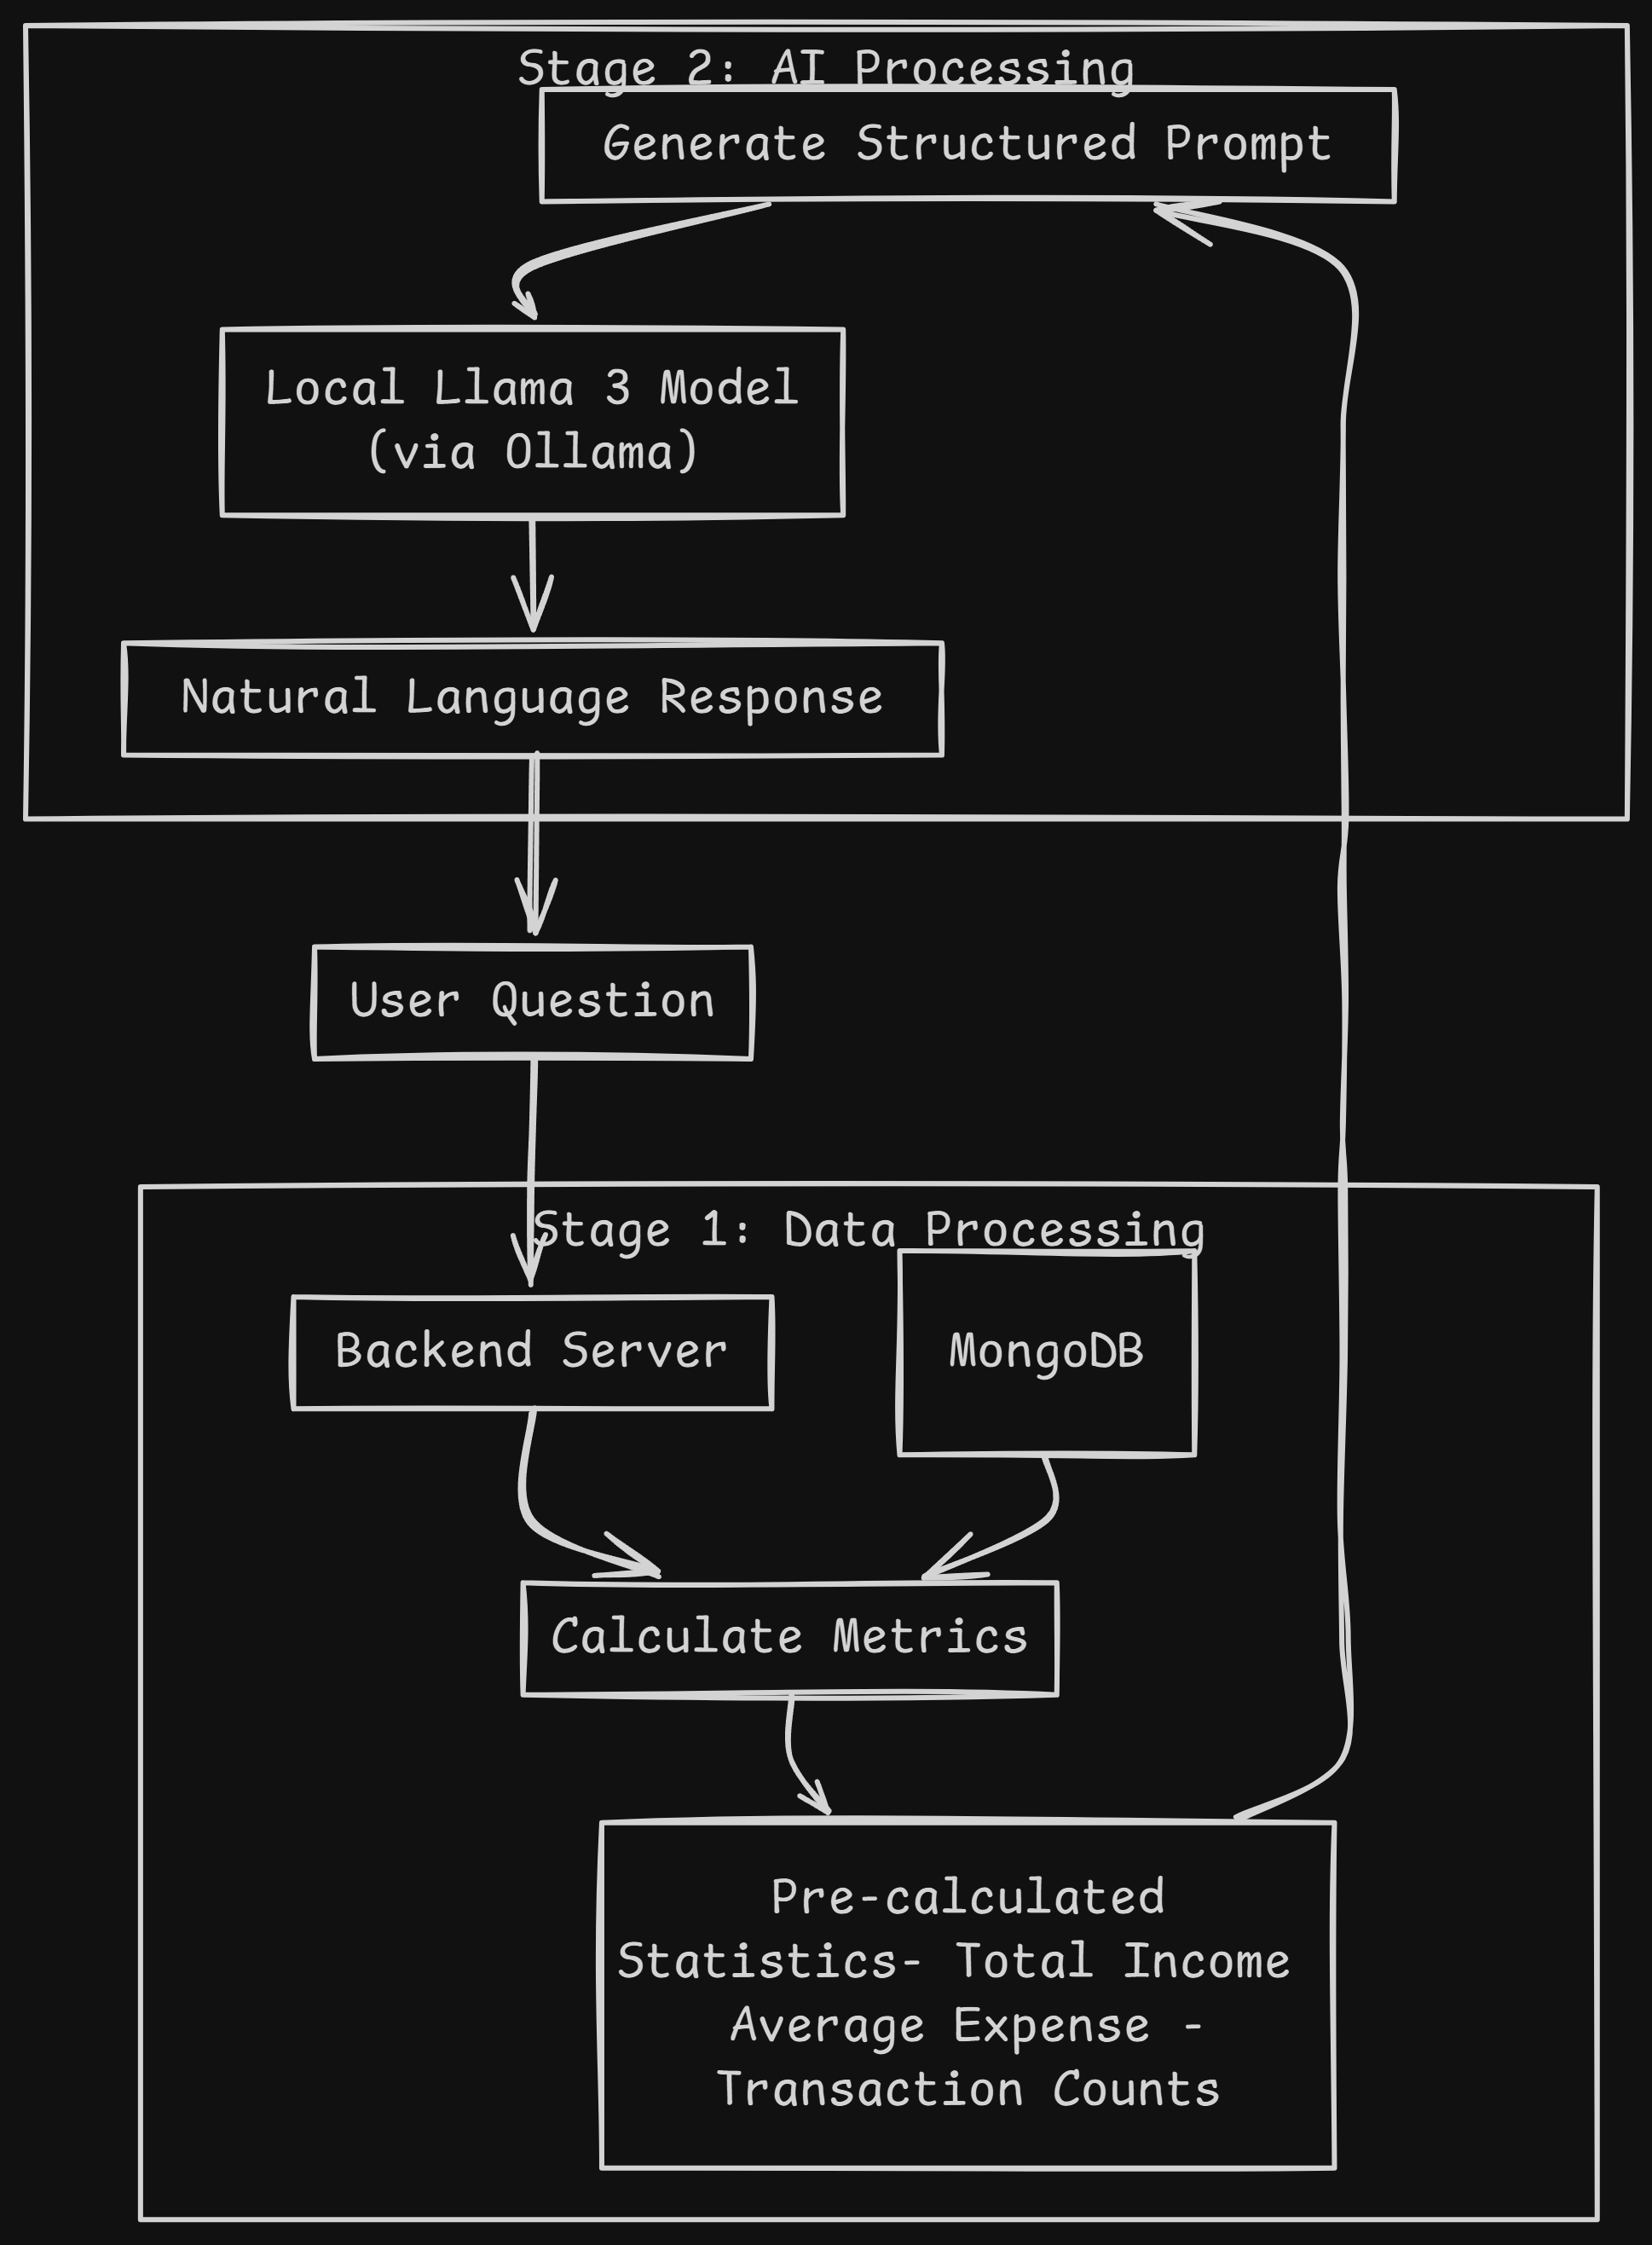 Stage 2: AI Processing
Generate Structured Prompt
Local Llama 3 Model
(via Ollama)
Natural Language Response
User Question
Stage 1: Data Processing
Backend Server
MongoDB
Calculate Metrics
Pre-calculated
Statistics- Total Income
Average Expense -
Transaction Counts